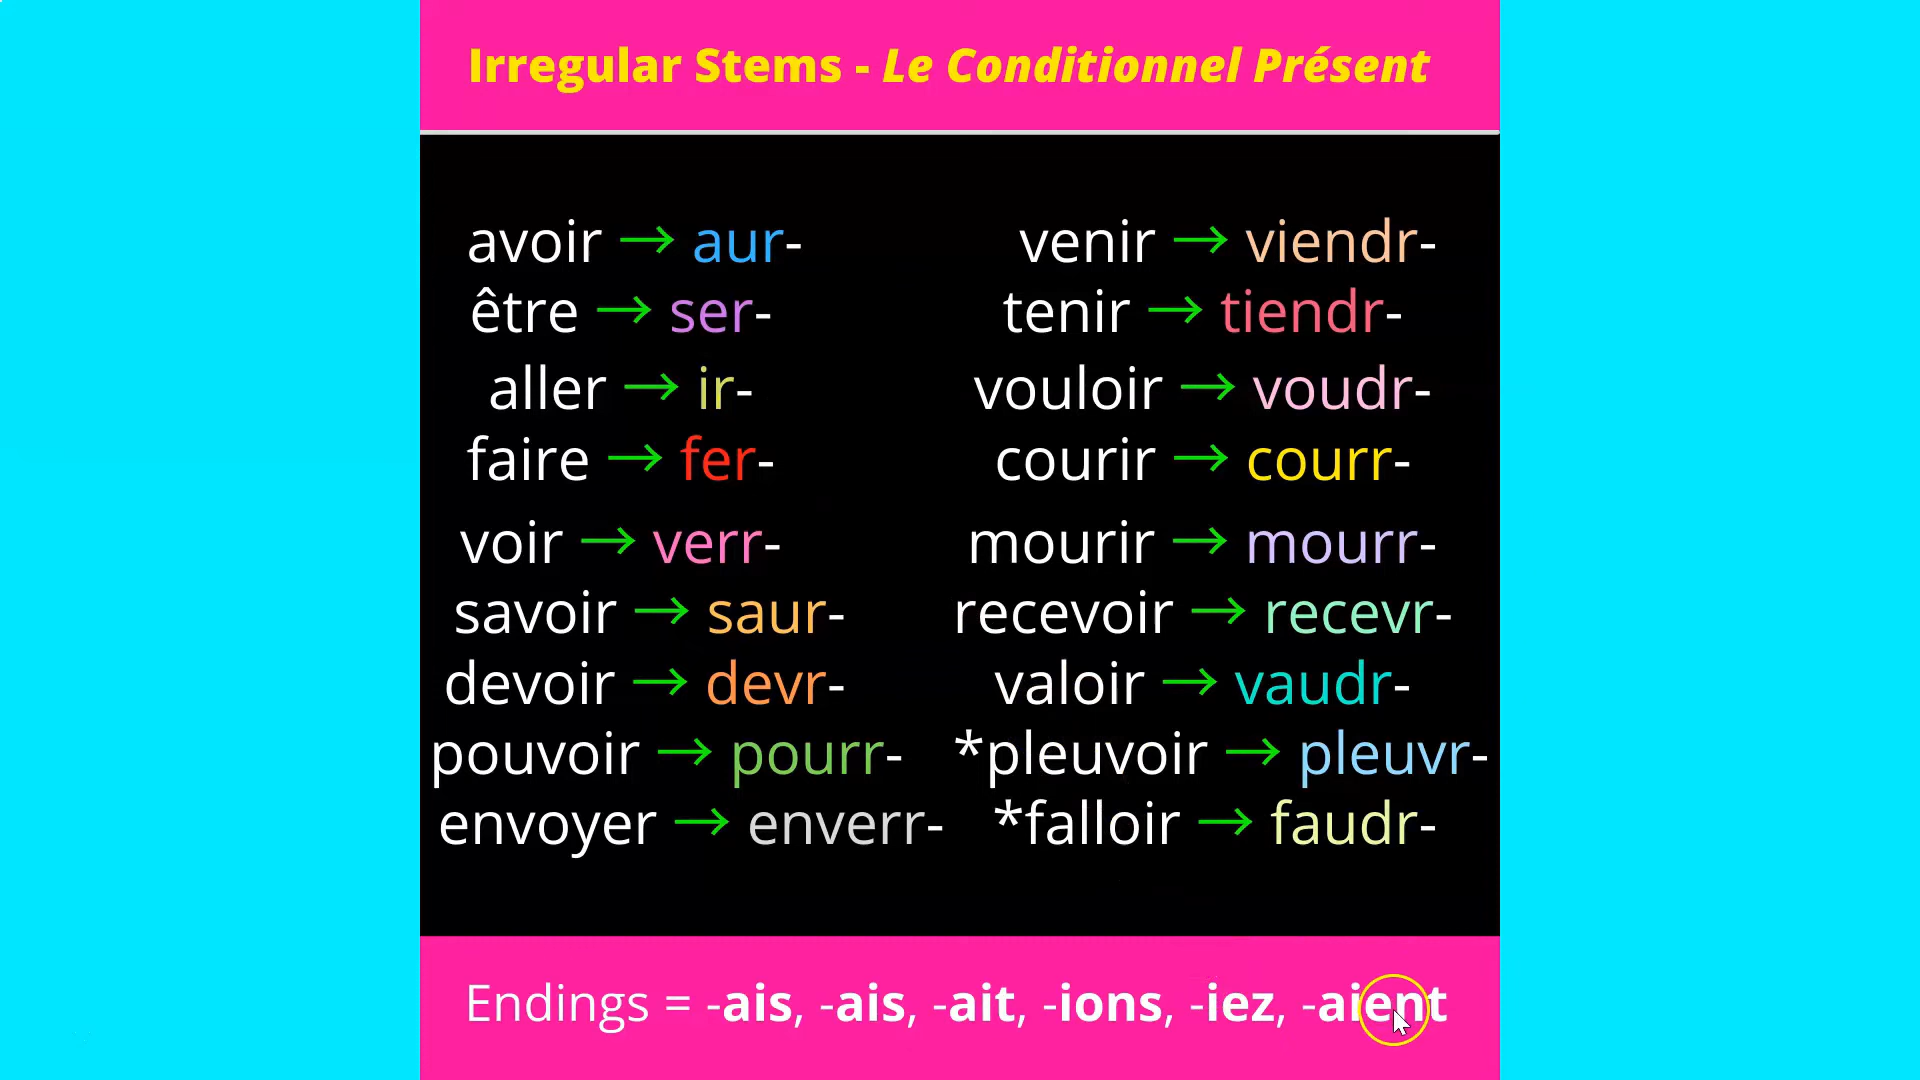 Irregular Stems - Le Conditionnel Présent
avoir → aur-
être → ser-
aller → ir-
faire → fer-
voir → verr-
savoir → saur-
devoir → devr-
pouvoir → pourr-
envoyer → enverr-
venir → viendr-
tenir → tiendr-
vouloir → voudr-
courir → courr-
mourir → mourr-
recevoir → recevr-
valoir → vaudr-
*pleuvoir → pleuvr-
*falloir → faudr-
Endings = -ais, -ais, -ait, -ions, -iez, -aient